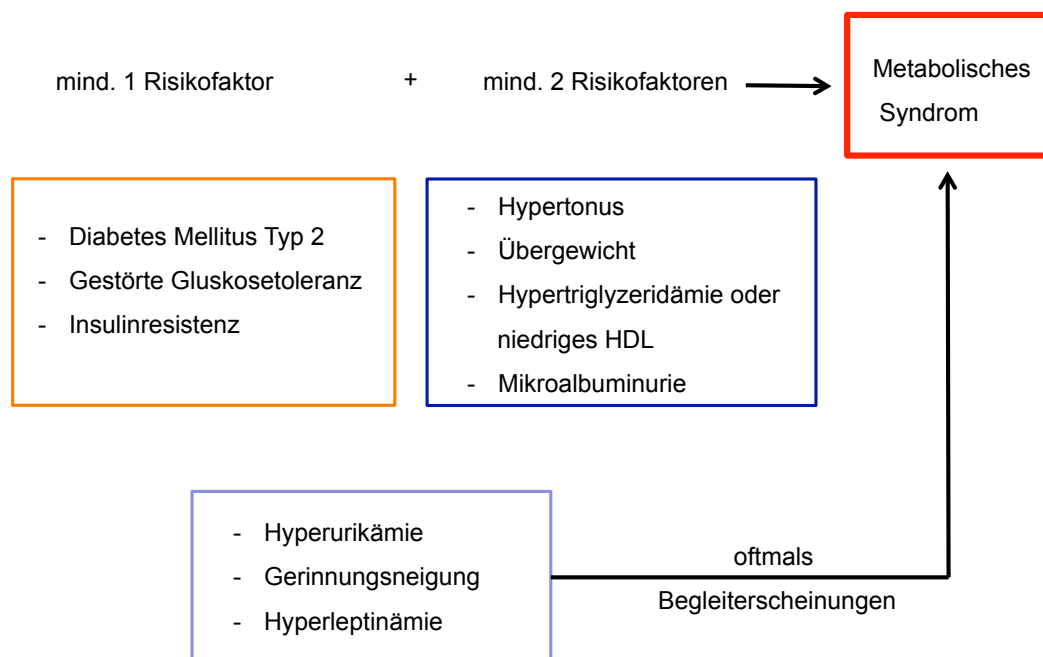 mind. 1 Risikofaktor + mind. 2 Risikofaktoren
Metabolisches
Syndrom
- Diabetes Mellitus Typ 2
- Gestörte Gluskosetoleranz
- Insulinresistenz
- Hypertonus
- Übergewicht
- Hypertriglyzeridämie oder
niedriges HDL
- Mikroalbuminurie
- Hyperurikämie
- Gerinnungsneigung
- Hyperleptinämie
oftmals
Begleiterscheinungen